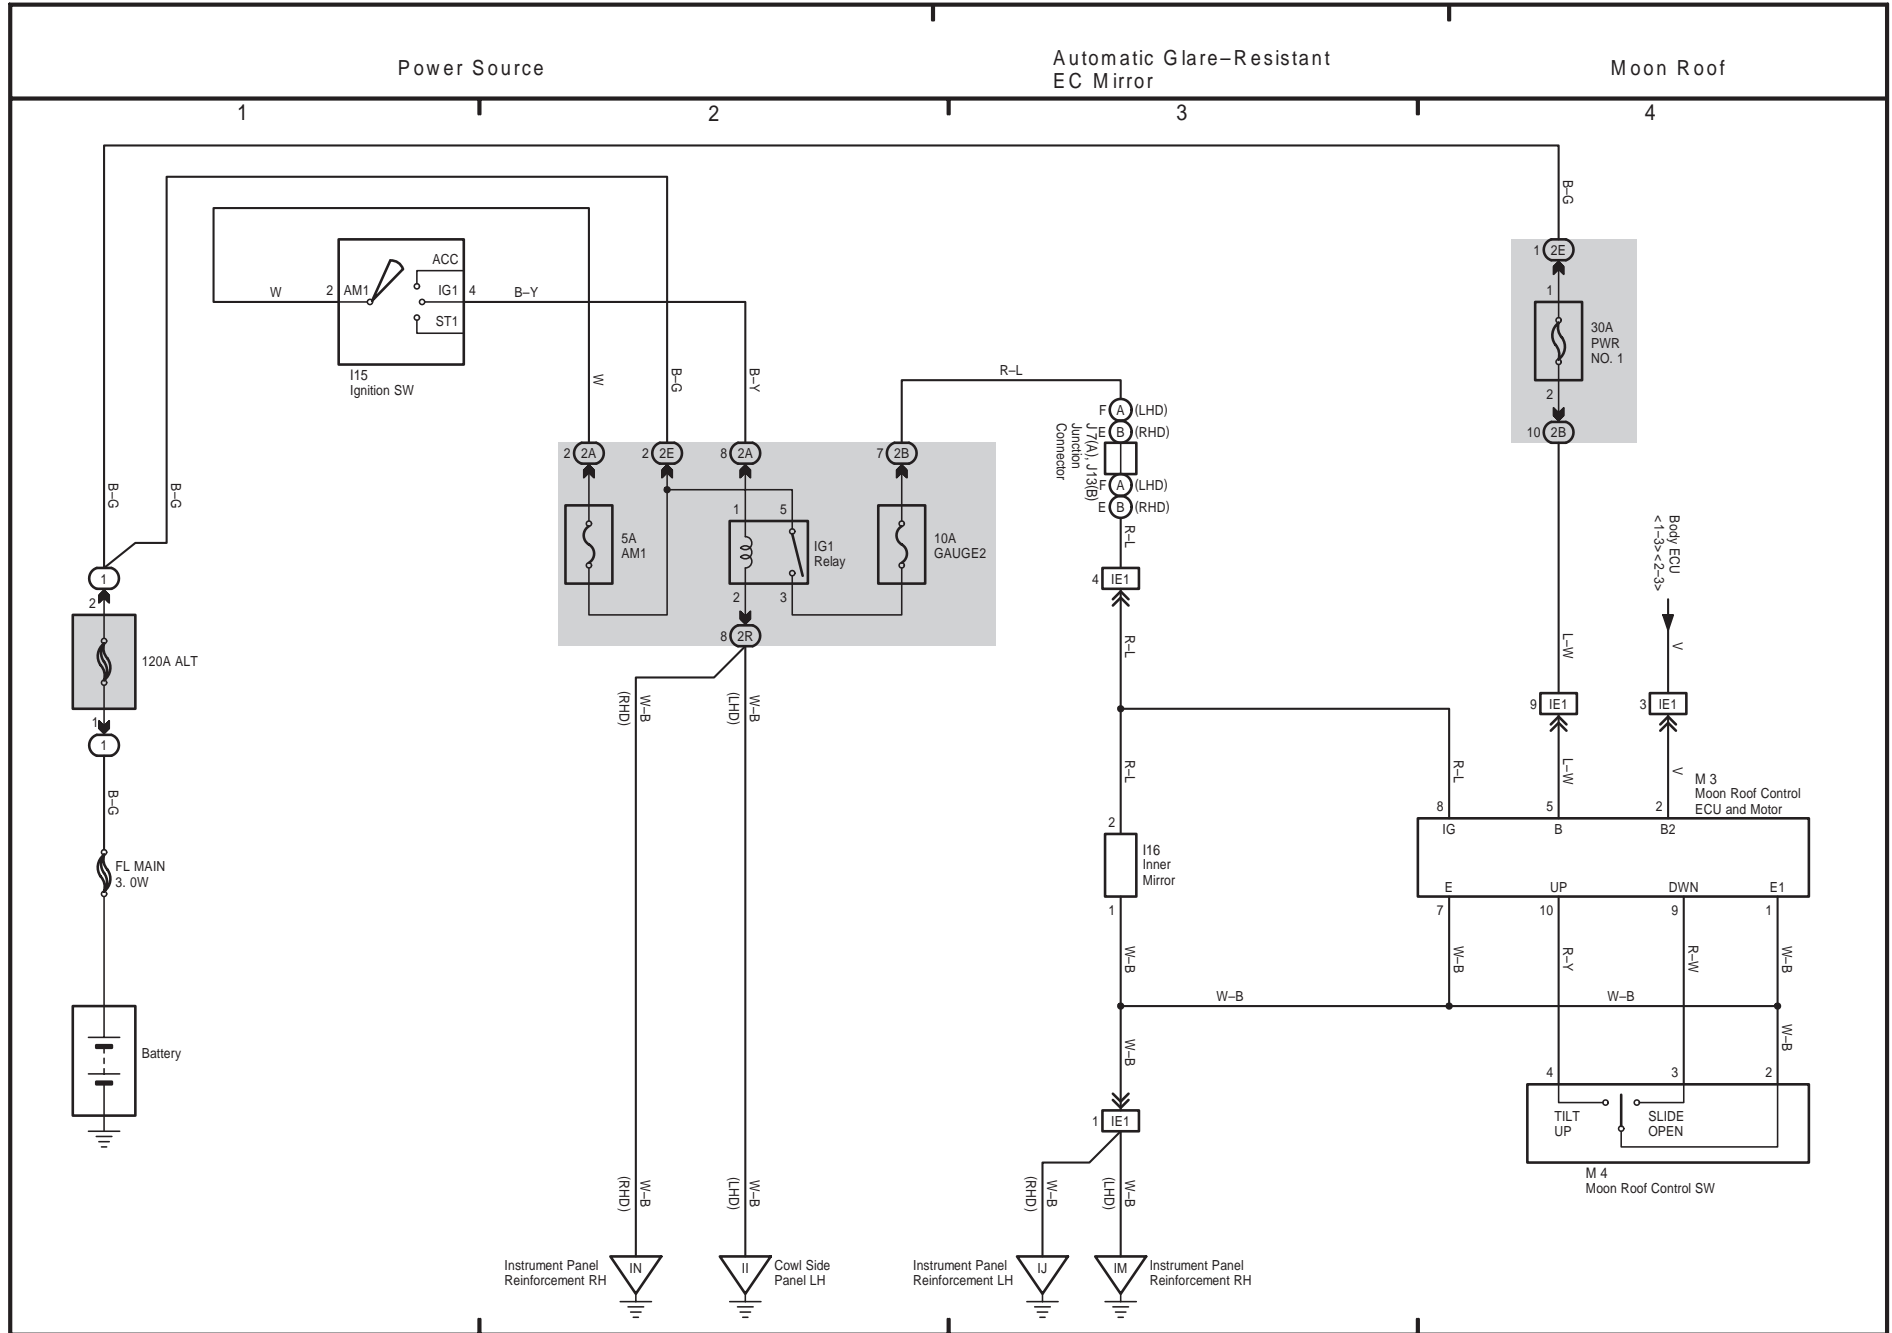 Power Source
Automatic Glare–Resistant
EC Mirror
Moon Roof
1
2
3
4
B–G
1
2E
1
30A
PWR
NO. 1
2
10
2B
ACC
W
2
AM1
IG1
4
B–Y
ST1
I15
Ignition SW
W
B–G
B–Y
R–L
F
A
(LHD)
E
B
(RHD)
J 7(A), J13(B)
Junction
Connector
F
A
(LHD)
E
B
(RHD)
R–L
2
2A
2
2E
8
2A
7
2B
B–G
B–G
1
5
5A
AM1
IG1
Relay
10A
GAUGE2
2
3
8
2R
1
2
120A ALT
1
1
B–G
FL MAIN
3. 0W
Battery
4
IE1
R–L
Body ECU
<1–3><2–3>
V
L–W
9
IE1
3
IE1
(RHD)
W–B
(LHD)
W–B
R–L
R–L
L–W
V
M 3
Moon Roof Control
ECU and Motor
8
5
2
IG
B
B2
2
I16
Inner
Mirror
1
E
UP
DWN
E1
7
10
9
1
W–B
W–B
R–Y
R–W
W–B
W–B
W–B
W–B
W–B
4
3
2
TILT
UP
SLIDE
OPEN
M 4
Moon Roof Control SW
1
IE1
(RHD)
W–B
(LHD)
W–B
(RHD)
W–B
(LHD)
W–B
Instrument Panel
Reinforcement RH
IN
II
Cowl Side
Panel LH
Instrument Panel
Reinforcement LH
IJ
IM
Instrument Panel
Reinforcement RH